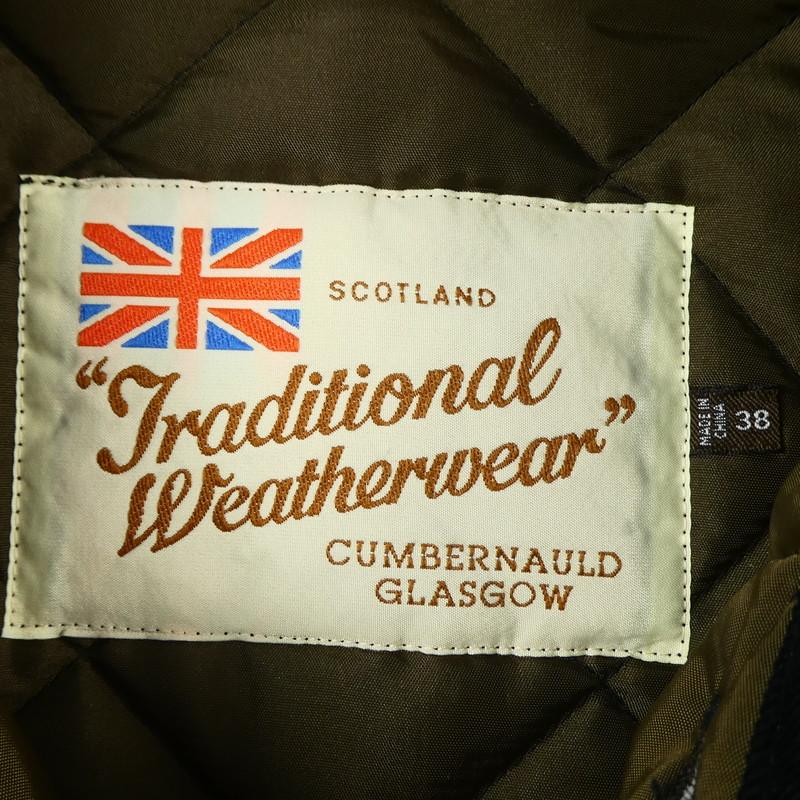 SCOTLAND
“Traditional
Weatherwear”
CUMBERNAULD
GLASGOW
MADE IN
CHINA
38